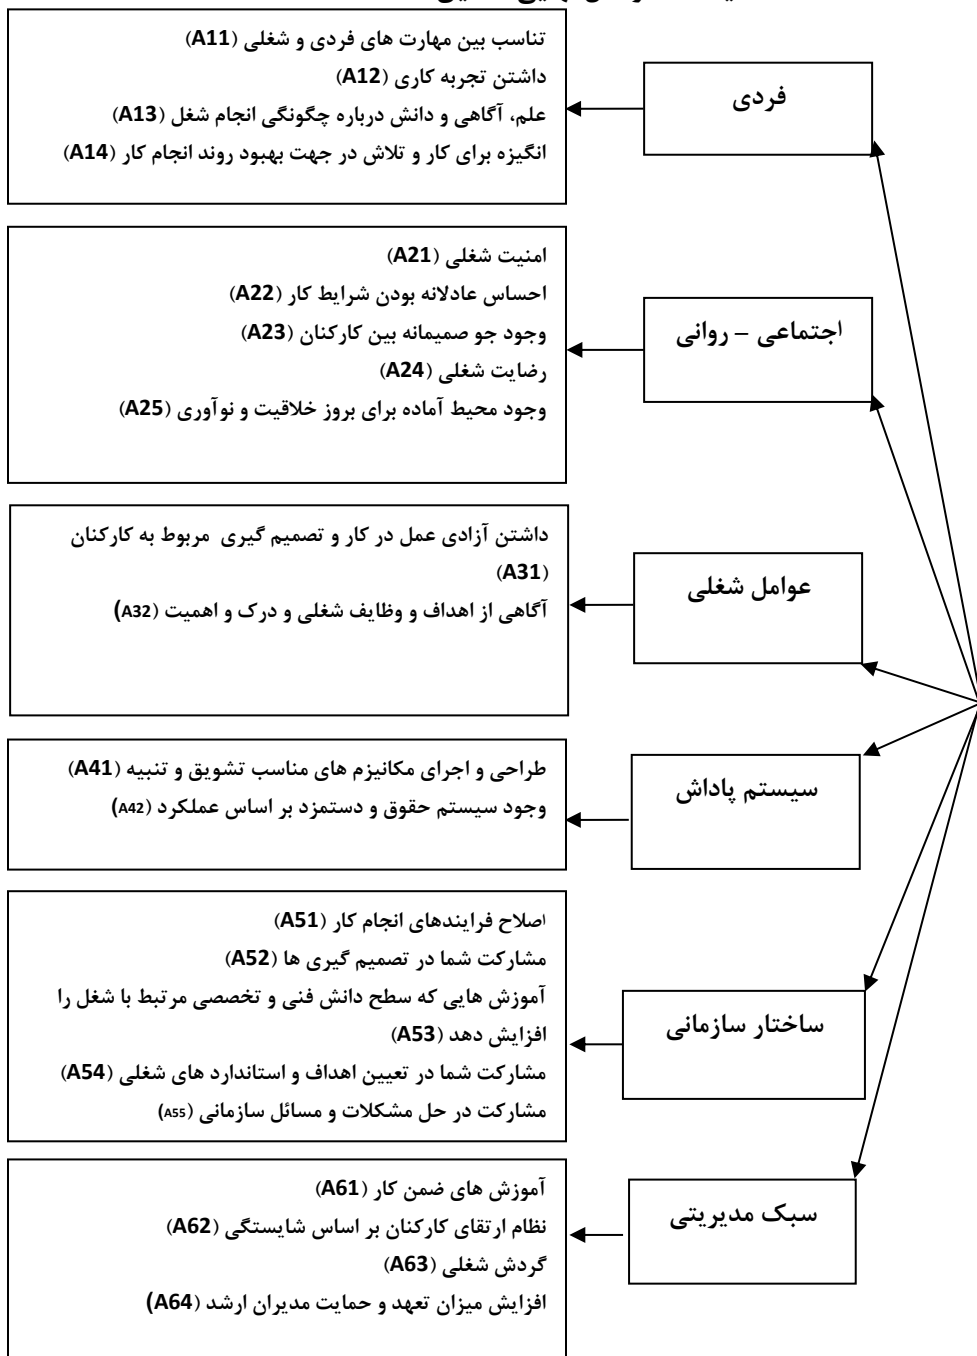 تناسب بین مهارت های فردی و شغلی (A11)
داشتن تجربه کاری (A12)
علم، آگاهی و دانش درباره چگونگی انجام شغل (A13)
انگیزه برای کار و تلاش در جهت بهبود روند انجام کار (A14)
فردی
امنیت شغلی (A21)
احساس عادلانه بودن شرایط کار (A22)
وجود جو صمیمانه بین کارکنان (A23)
رضایت شغلی (A24)
وجود محیط آماده برای بروز خلاقیت و نوآوری (A25)
اجتماعی – روانی
داشتن آزادی عمل در کار و تصمیم گیری مربوط به کارکنان
(A31)
آگاهی از اهداف و وظایف شغلی و درک و اهمیت (A32)
عوامل شغلی
طراحی و اجرای مکانیزم های مناسب تشویق و تنبیه (A41)
وجود سیستم حقوق و دستمزد بر اساس عملکرد (A42)
سیستم پاداش
اصلاح فرایندهای انجام کار (A51)
مشارکت شما در تصمیم گیری ها (A52)
آموزش هایی که سطح دانش فنی و تخصصی مرتبط با شغل را
افزایش دهد (A53)
مشارکت شما در تعیین اهداف و استاندارد های شغلی (A54)
مشارکت در حل مشکلات و مسائل سازمانی (A55)
ساختار سازمانی
آموزش های ضمن کار (A61)
نظام ارتقای کارکنان بر اساس شایستگی (A62)
گردش شغلی (A63)
افزایش میزان تعهد و حمایت مدیران ارشد (A64)
سبک مدیریتی